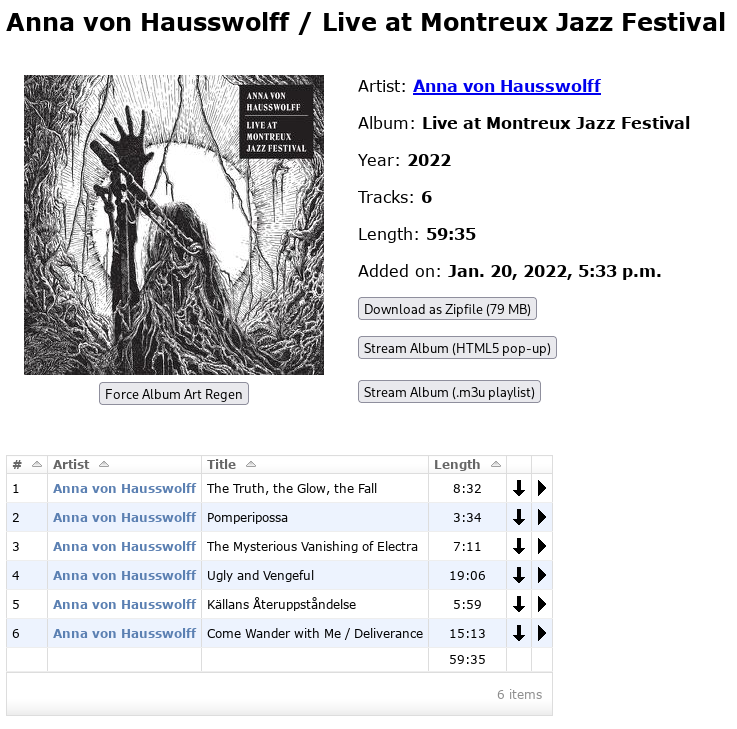 Anna von Hausswolff / Live at Montreux Jazz Festival
ANNA VON
HAUSSWOLFF
LIVE AT
MONTREUX
JAZZ FESTIVAL
Force Album Art Regen
Artist: Anna von Hausswolff
Album: Live at Montreux Jazz Festival
Year: 2022
Tracks: 6
Length: 59:35
Added on: Jan. 20, 2022, 5:33 p.m.
Download as Zipfile (79 MB)
Stream Album (HTML5 pop-up)
Stream Album (.m3u playlist)
# Artist Title Length
1 Anna von Hausswolff The Truth, the Glow, the Fall 8:32
2 Anna von Hausswolff Pomperipossa 3:34
3 Anna von Hausswolff The Mysterious Vanishing of Electra 7:11
4 Anna von Hausswolff Ugly and Vengeful 19:06
5 Anna von Hausswolff Källans Återuppståndelse 5:59
6 Anna von Hausswolff Come Wander with Me / Deliverance 15:13
59:35
6 items